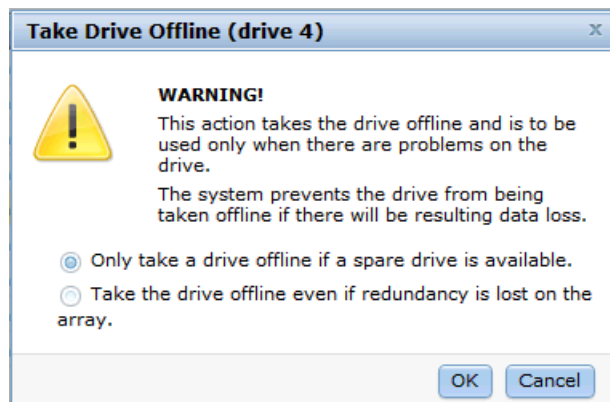 Take Drive Offline (drive 4) x
WARNING!
This action takes the drive offline and is to be
used only when there are problems on the
drive.
The system prevents the drive from being
taken offline if there will be resulting data loss.
Only take a drive offline if a spare drive is available.
Take the drive offline even if redundancy is lost on the
array.
OK Cancel